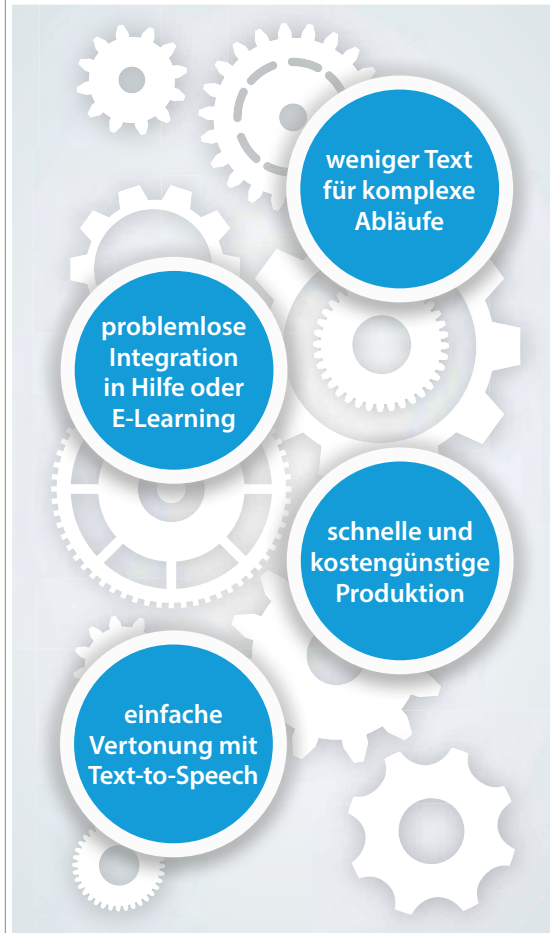 weniger Text
für komplexe
Abläufe
problemlose
Integration
in Hilfe oder
E-Learning
schnelle und
kostengünstige
Produktion
einfache
Vertonung mit
Text-to-Speech